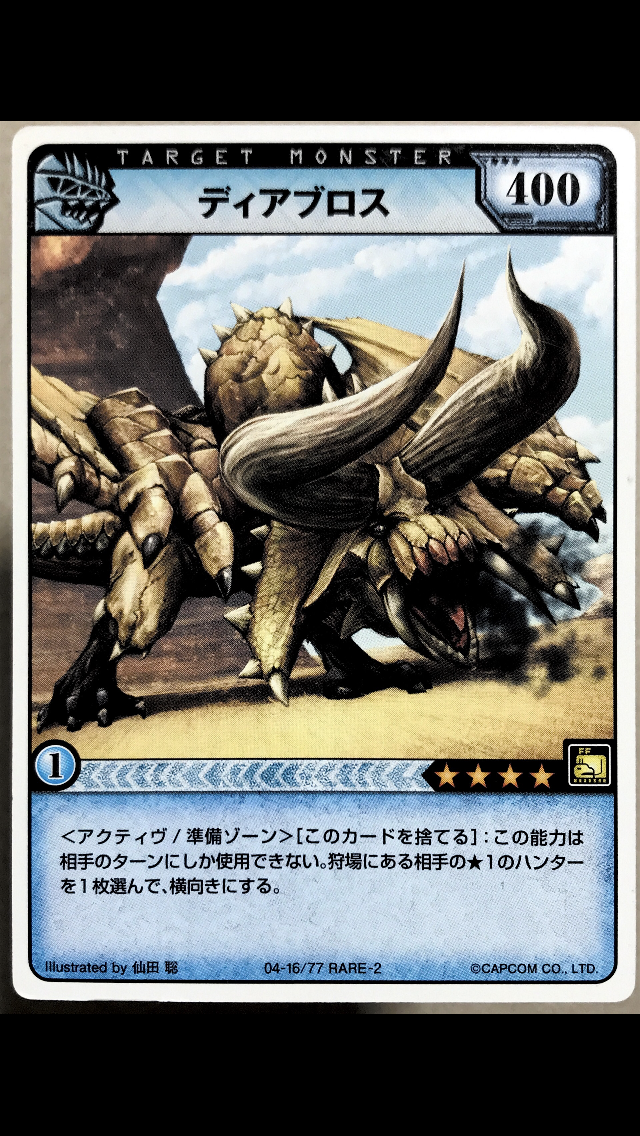 TARGET MONSTER
ディアブロス
400
1
FF
<アクティヴ / 準備ゾーン>[このカードを捨てる]:この能力は
相手のターンにしか使用できない。狩場にある相手の★1のハンター
を1枚選んで、横向きにする。
Illustrated by 仙田 聡 04-16/77 RARE-2 ©CAPCOM CO., LTD.